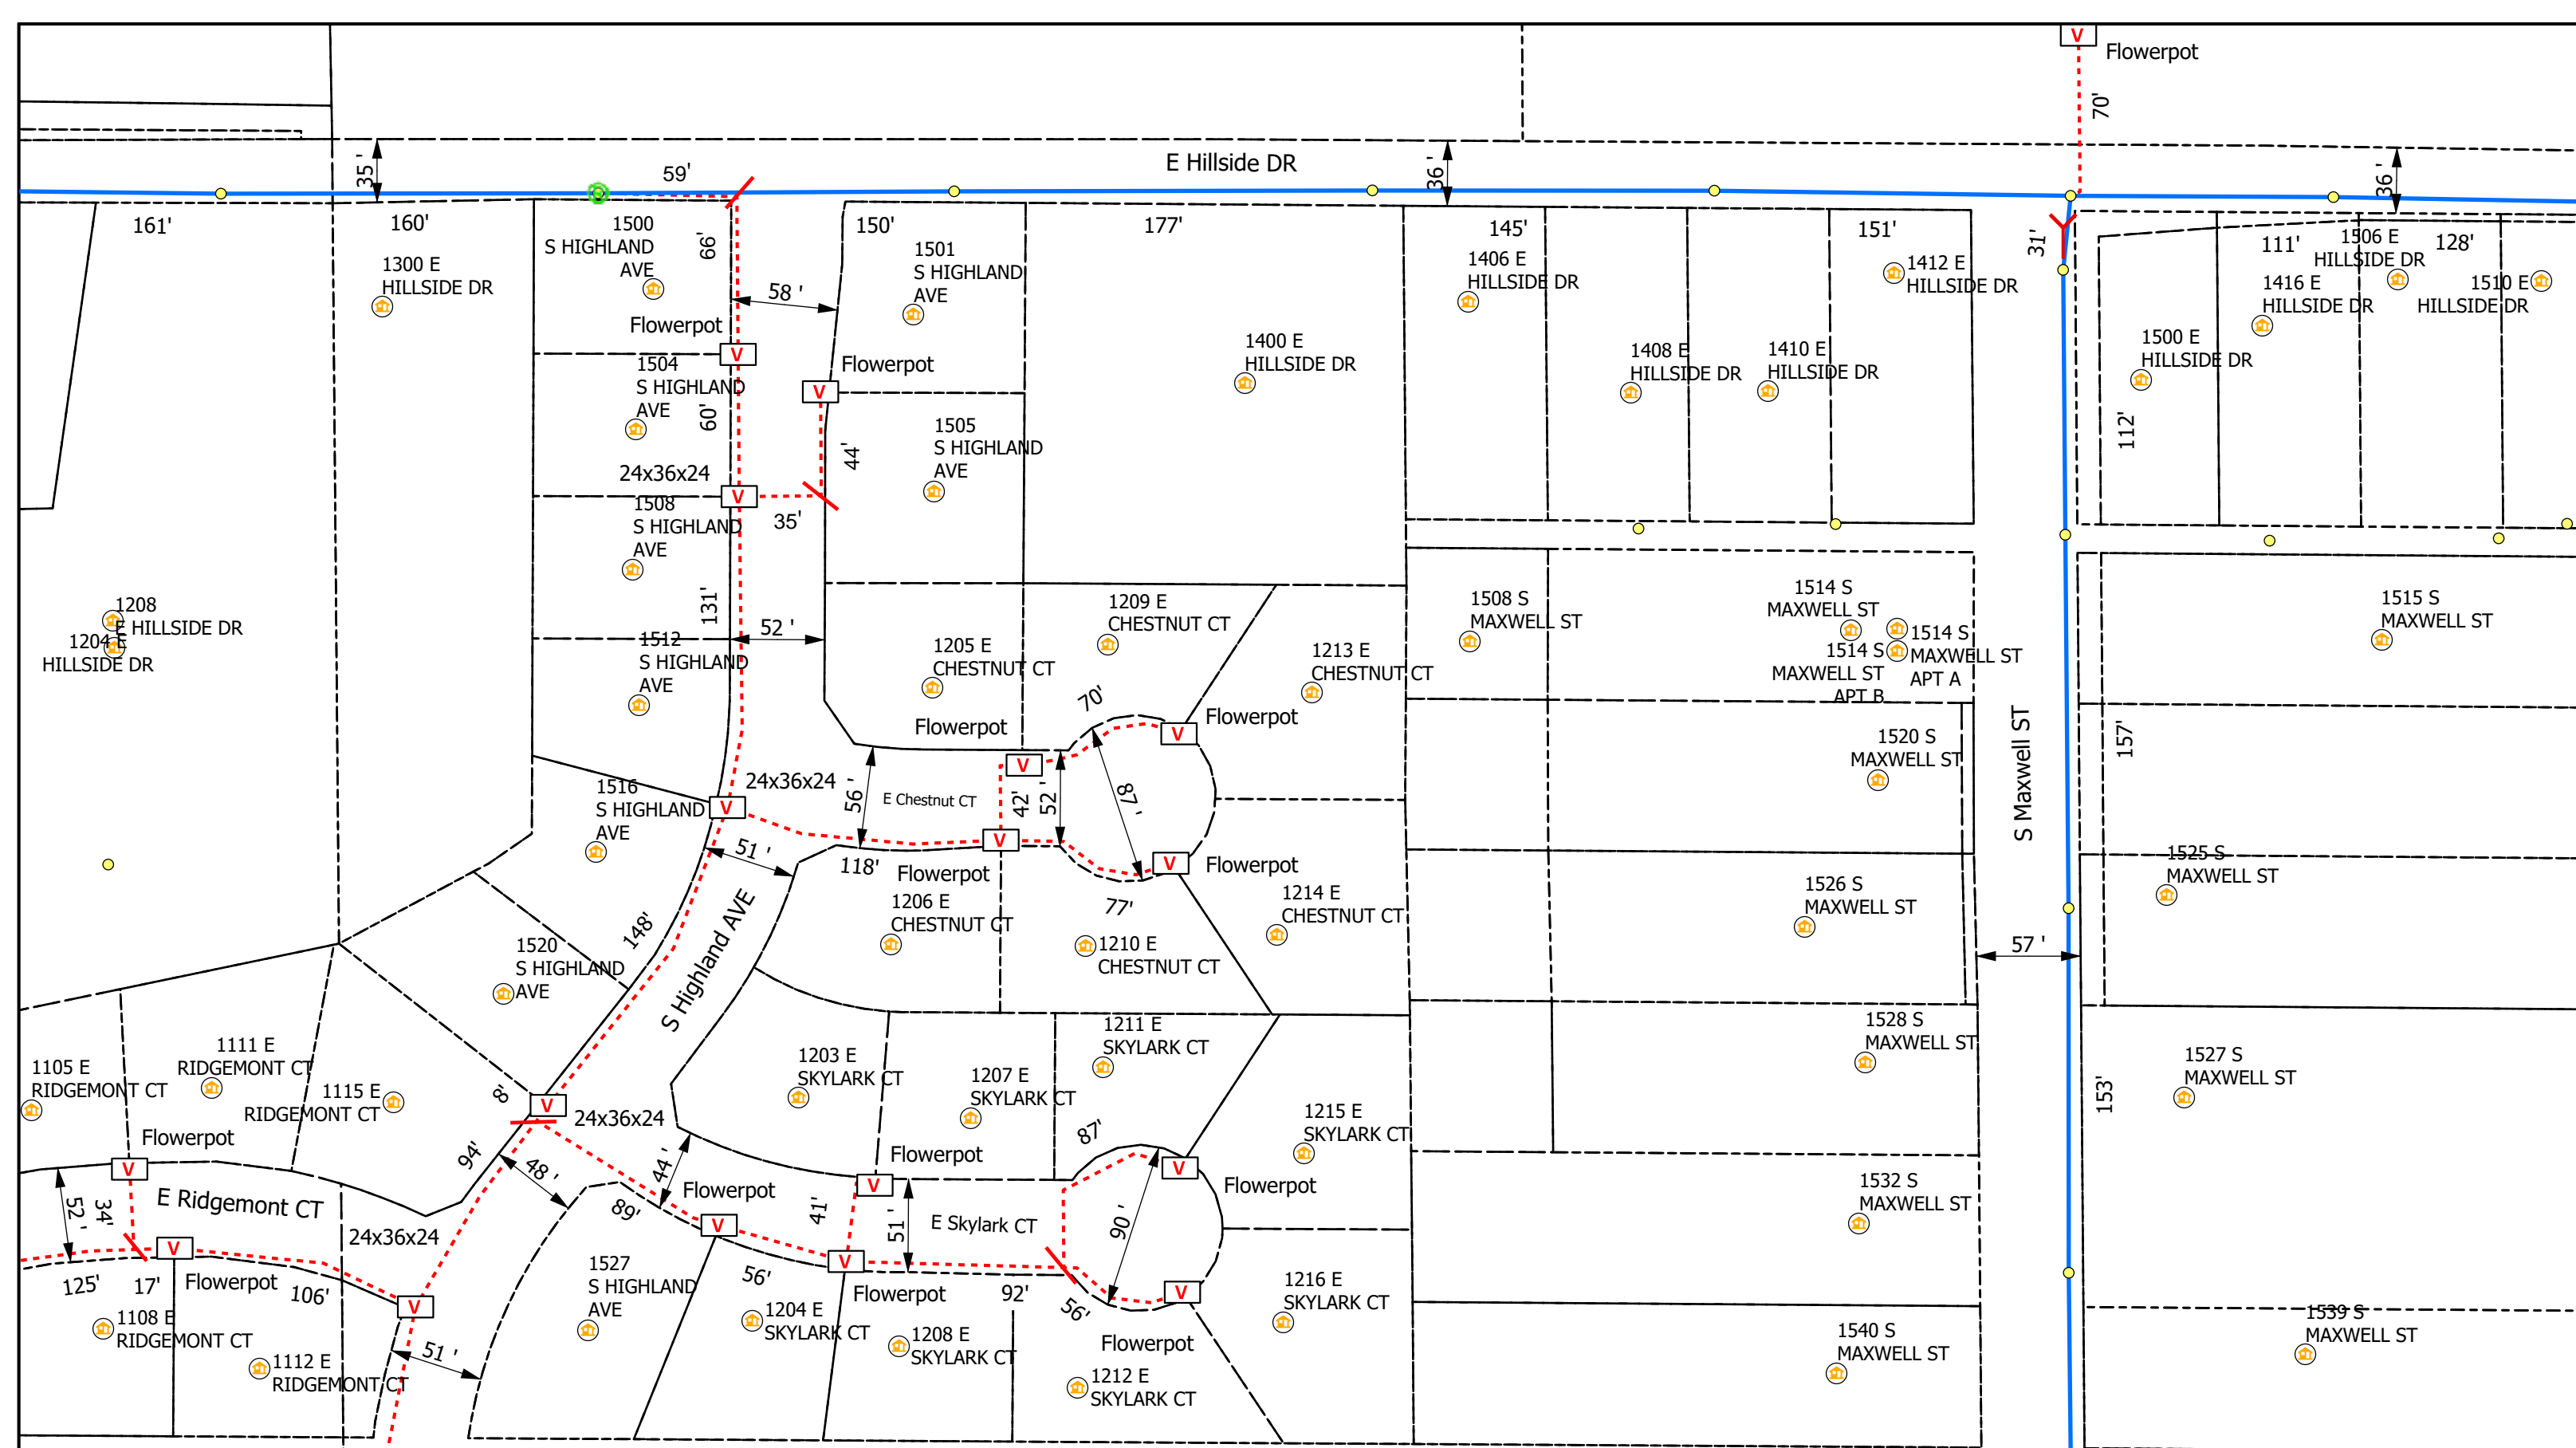 V
Flowerpot
70'
35 '
59'
E Hillside DR
36 '
36 '
161'
160'
1500
S HIGHLAND
AVE
66'
150'
1501
S HIGHLAND
AVE
177'
145'
151'
31'
111'
1506 E
HILLSIDE DR
128'
1300 E
HILLSIDE DR
58 '
1406 E
HILLSIDE DR
1412 E
HILLSIDE DR
1416 E
HILLSIDE DR
1510 E
HILLSIDE DR
Flowerpot
V
Flowerpot
V
1400 E
HILLSIDE DR
1408 E
HILLSIDE DR
1410 E
HILLSIDE DR
1500 E
HILLSIDE DR
1504
S HIGHLAND
AVE
60'
44'
1505
S HIGHLAND
AVE
112'
24x36x24
V
35'
1508
S HIGHLAND
AVE
131'
52 '
1208
E HILLSIDE DR
1204 E
HILLSIDE DR
1512
S HIGHLAND
AVE
1205 E
CHESTNUT CT
1209 E
CHESTNUT CT
1213 E
CHESTNUT CT
1508 S
MAXWELL ST
1514 S
MAXWELL ST
1514 S
MAXWELL ST
APT A
1514 S
MAXWELL ST
APT B
1515 S
MAXWELL ST
70'
Flowerpot
V
Flowerpot
V
S Maxwell ST
157'
1520 S
MAXWELL ST
1516
S HIGHLAND
AVE
V
24x36x24
56 '
E Chestnut CT
42'
52 '
87 '
51 '
118'
V
Flowerpot
V
Flowerpot
77'
1206 E
CHESTNUT CT
1210 E
CHESTNUT CT
1214 E
CHESTNUT CT
1526 S
MAXWELL ST
1525 S
MAXWELL ST
148'
S Highland AVE
57 '
1520
S HIGHLAND
AVE
1105 E
RIDGEMONT CT
1111 E
RIDGEMONT CT
1115 E
RIDGEMONT CT
8'
V
24x36x24
1203 E
SKYLARK CT
1207 E
SKYLARK CT
1211 E
SKYLARK CT
1215 E
SKYLARK CT
1528 S
MAXWELL ST
153'
1527 S
MAXWELL ST
Flowerpot
V
94'
48 '
44 '
Flowerpot
V
87'
V
Flowerpot
1532 S
MAXWELL ST
52 '
34'
E Ridgemont CT
24x36x24
89'
Flowerpot
V
41'
51 '
E Skylark CT
90 '
V
125'
17'
Flowerpot
106'
V
1527
S HIGHLAND
AVE
56'
V
Flowerpot
92'
56'
V
Flowerpot
1216 E
SKYLARK CT
1108 E
RIDGEMONT CT
1112 E
RIDGEMONT CT
51 '
1204 E
SKYLARK CT
1208 E
SKYLARK CT
1212 E
SKYLARK CT
1540 S
MAXWELL ST
1539 S
MAXWELL ST